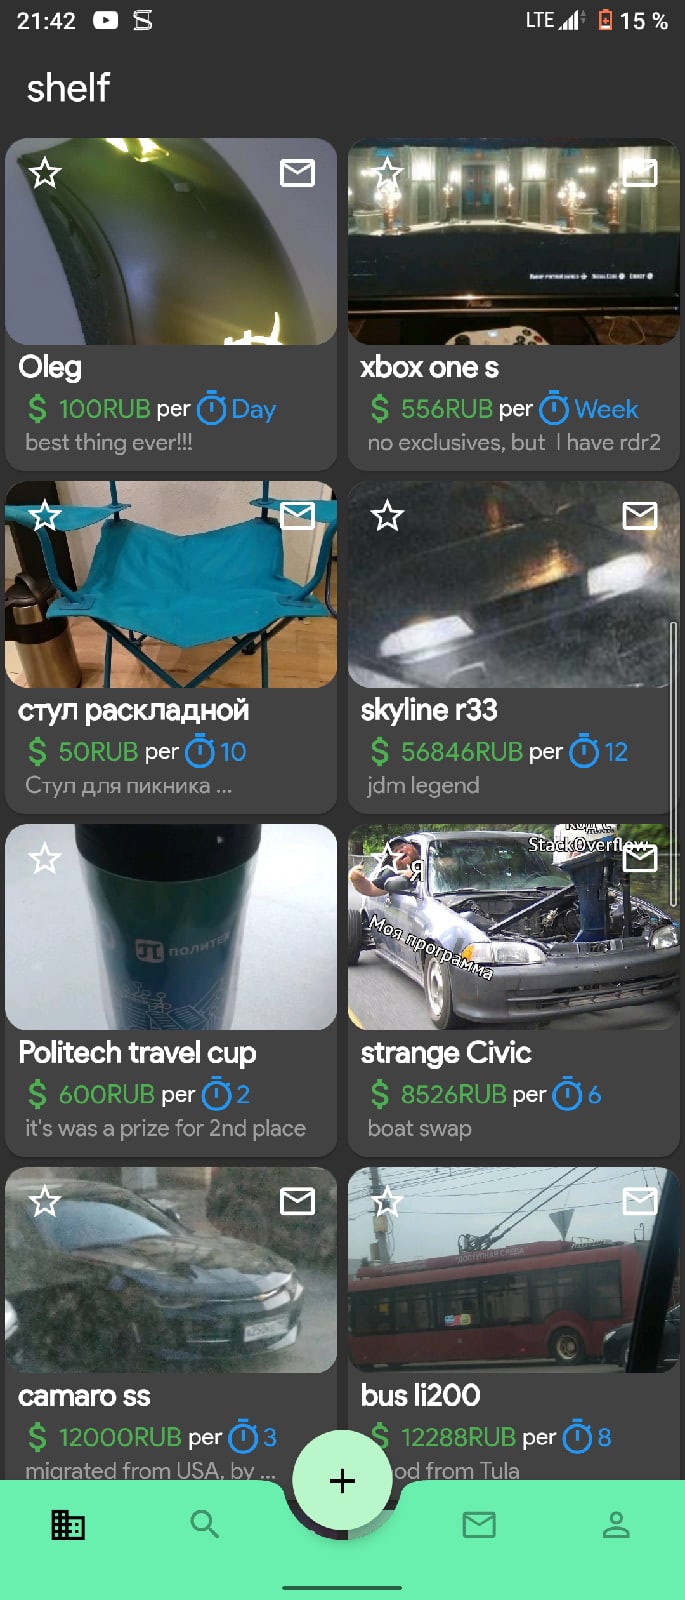 21:42
LTE
15 %
shelf
Oleg
$ 100RUB per Day
best thing ever!!!
xbox one s
$ 556RUB per Week
no exclusives, but I have rdr2
стул раскладной
$ 50RUB per 10
Стул для пикника ...
skyline r33
$ 56846RUB per 12
jdm legend
ПОЛИТЕХ
Politech travel cup
$ 600RUB per 2
it's was a prize for 2nd place
StackOverflow
Я
Моя программа
strange Civic
$ 8526RUB per 6
boat swap
camaro ss
$ 12000RUB per 3
migrated from USA, by ...
"ДОСТУПНАЯ СРЕДА"
bus li200
$ 12288RUB per 8
od from Tula